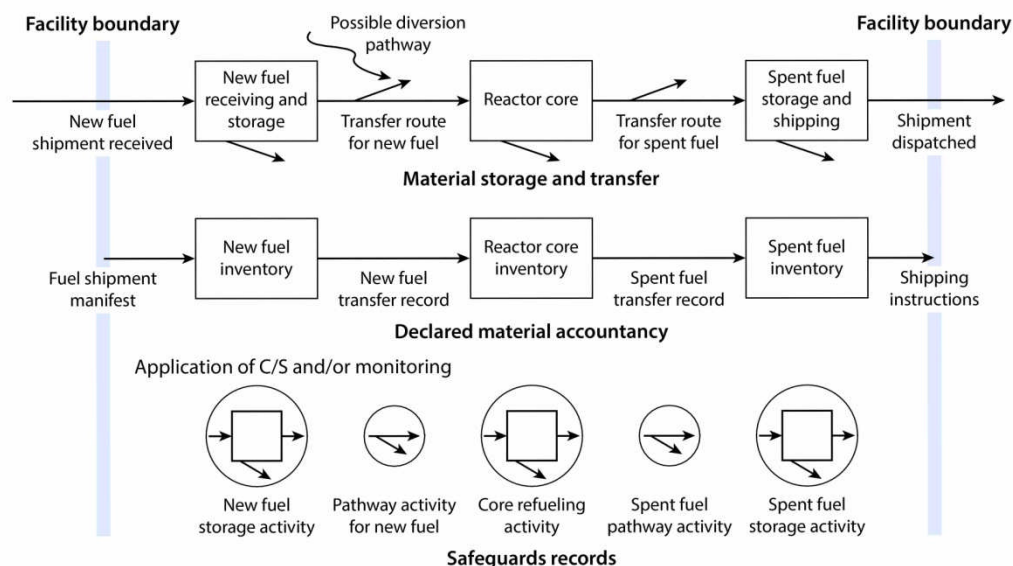 Facility boundary
Possible diversion
pathway
Facility boundary
New fuel
receiving and
storage
Reactor core
Spent fuel
storage and
shipping
New fuel
shipment received
Transfer route
for new fuel
Transfer route
for spent fuel
Shipment
dispatched
Material storage and transfer
New fuel
inventory
Reactor core
inventory
Spent fuel
inventory
Fuel shipment
manifest
New fuel
transfer record
Spent fuel
transfer record
Shipping
instructions
Declared material accountancy
Application of C/S and/or monitoring
New fuel
storage activity
Pathway activity
for new fuel
Core refueling
activity
Spent fuel
pathway activity
Spent fuel
storage activity
Safeguards records